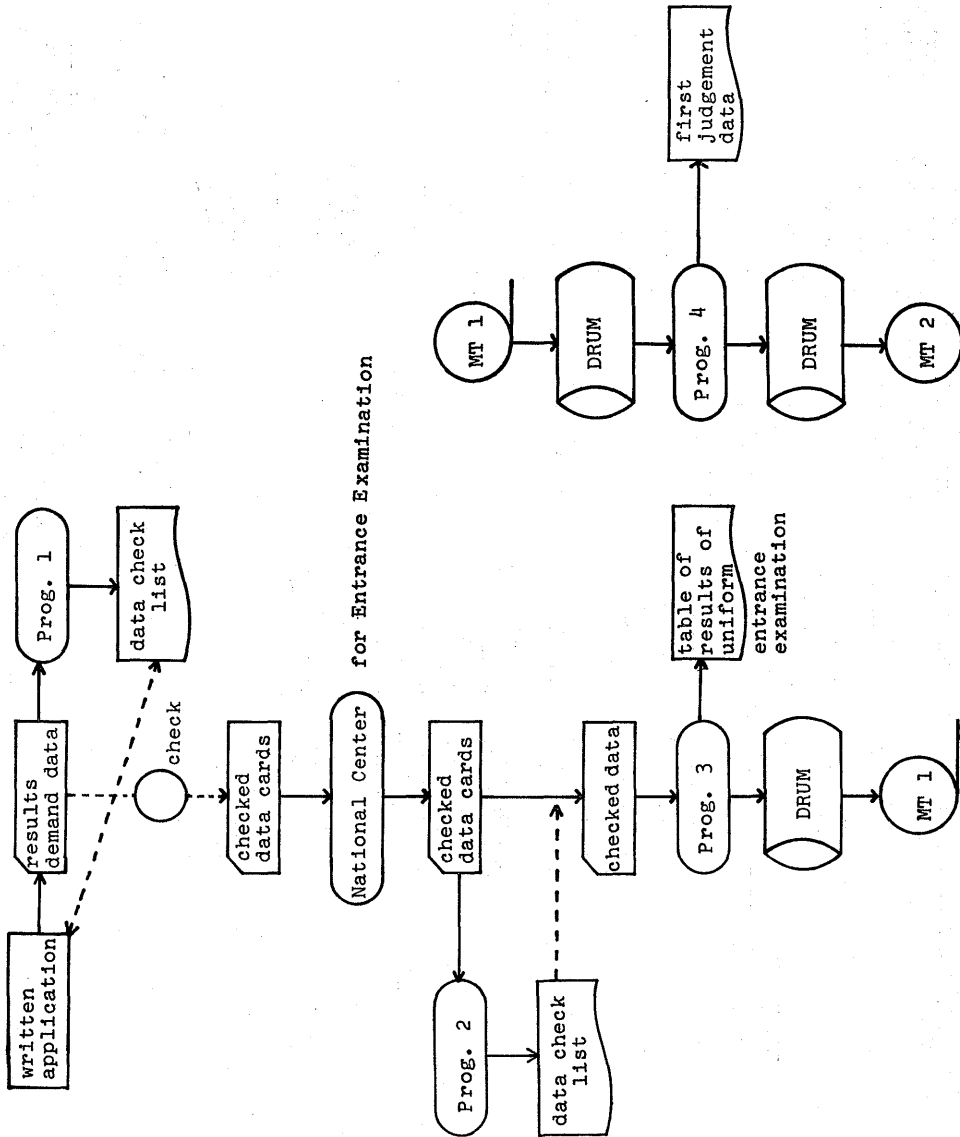 written
application
results
demand data
Prog. 1
data check
list
check
checked
data cards
National Center
for Entrance Examination
checked
data cards
Prog. 2
data check
list
checked data
Prog. 3
table of
results of
uniform
entrance
examination
DRUM
MT 1
MT 1
DRUM
Prog. 4
first
judgement
data
DRUM
MT 2